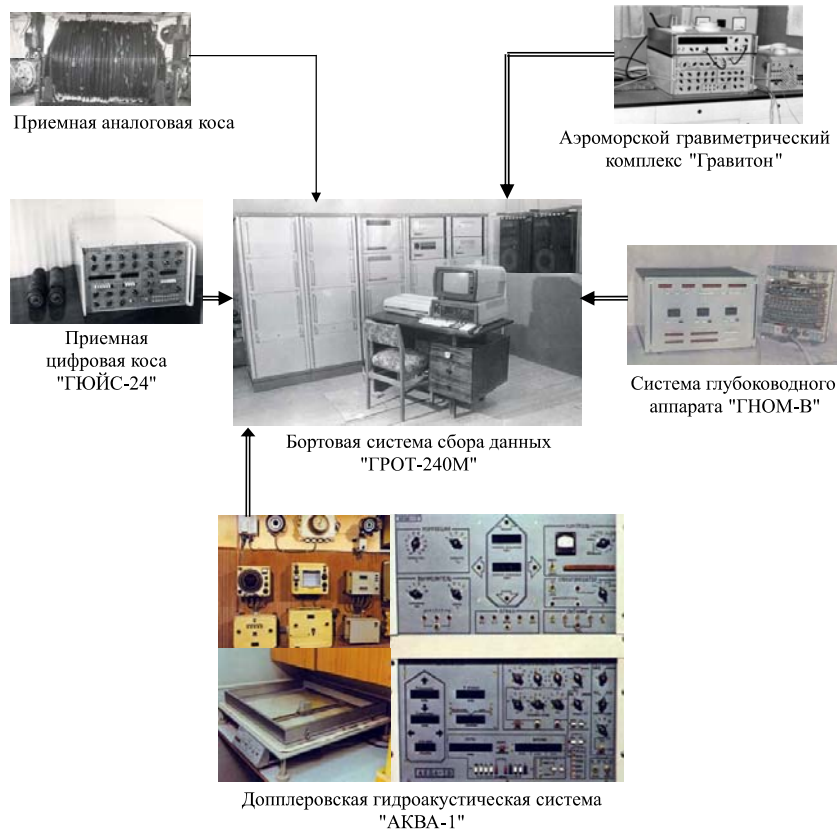 Приемная аналоговая коса
Аэроморской гравиметрический
комплекс "Гравитон"
Приемная
цифровая коса
"ГЮЙС-24"
Система глубоководного
аппарата "ГНОМ-В"
Бортовая система сбора данных
"ГРОТ-240М"
Допплеровская гидроакустическая система
"АКВА-1"